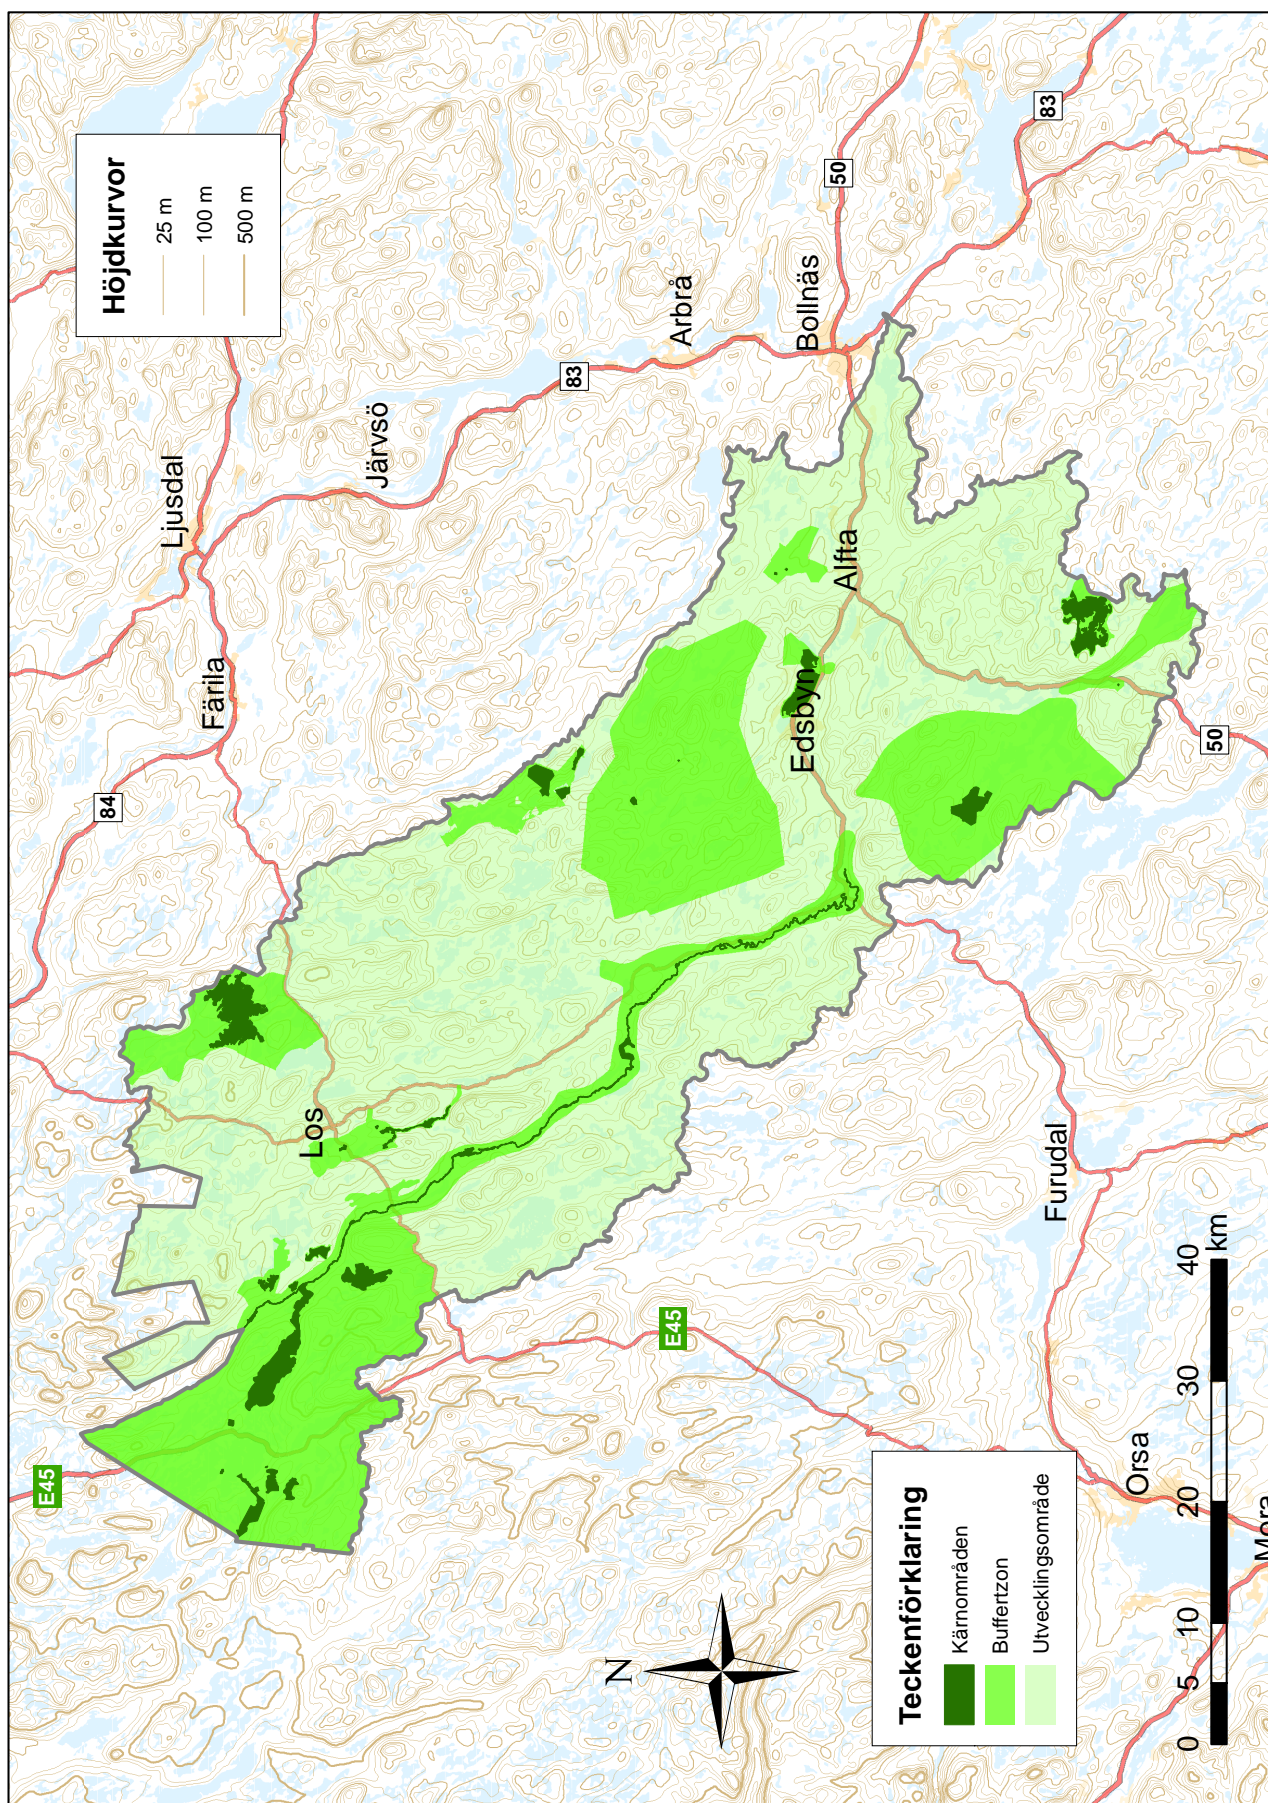 Höjdkurvor
25 m
100 m
500 m
Ljusdal
Järvsö
Färila
84
83
Arbrå
Bollnäs
50
83
Alfta
Edsbyn
50
Los
E45
E45
Furudal
Orsa
Mora
N
Teckenförklaring
Kärnområden
Buffertzon
Utvecklingsområde
0 5 10 20 30 40
km